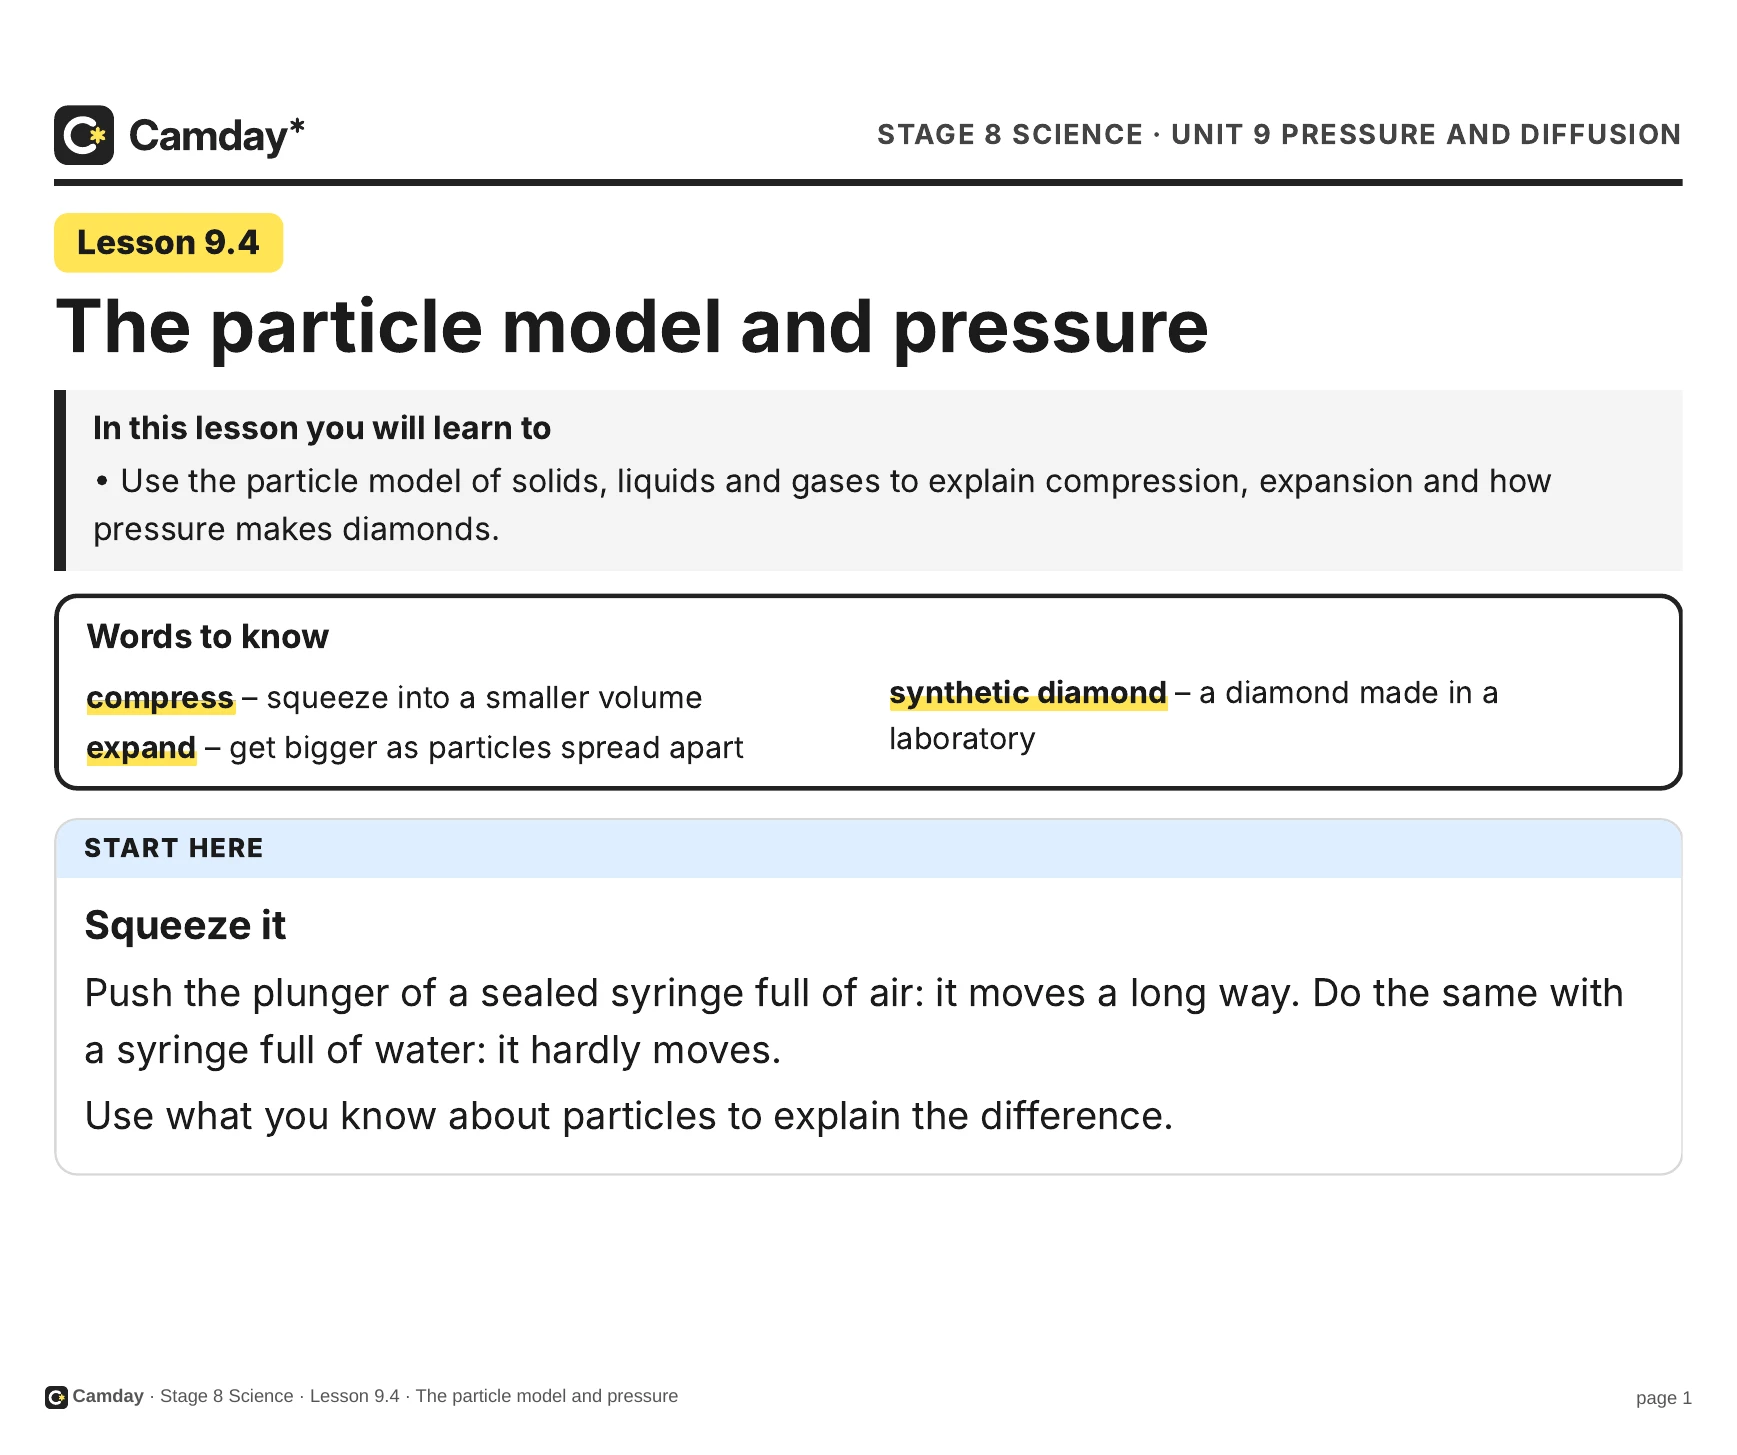 Camday*
STAGE 8 SCIENCE · UNIT 9 PRESSURE AND DIFFUSION
Lesson 9.4
The particle model and pressure
In this lesson you will learn to
• Use the particle model of solids, liquids and gases to explain compression, expansion and how
pressure makes diamonds.
Words to know
compress – squeeze into a smaller volume
expand – get bigger as particles spread apart
synthetic diamond – a diamond made in a
laboratory
START HERE
Squeeze it
Push the plunger of a sealed syringe full of air: it moves a long way. Do the same with
a syringe full of water: it hardly moves.
Use what you know about particles to explain the difference.
Camday · Stage 8 Science · Lesson 9.4 · The particle model and pressure
page 1